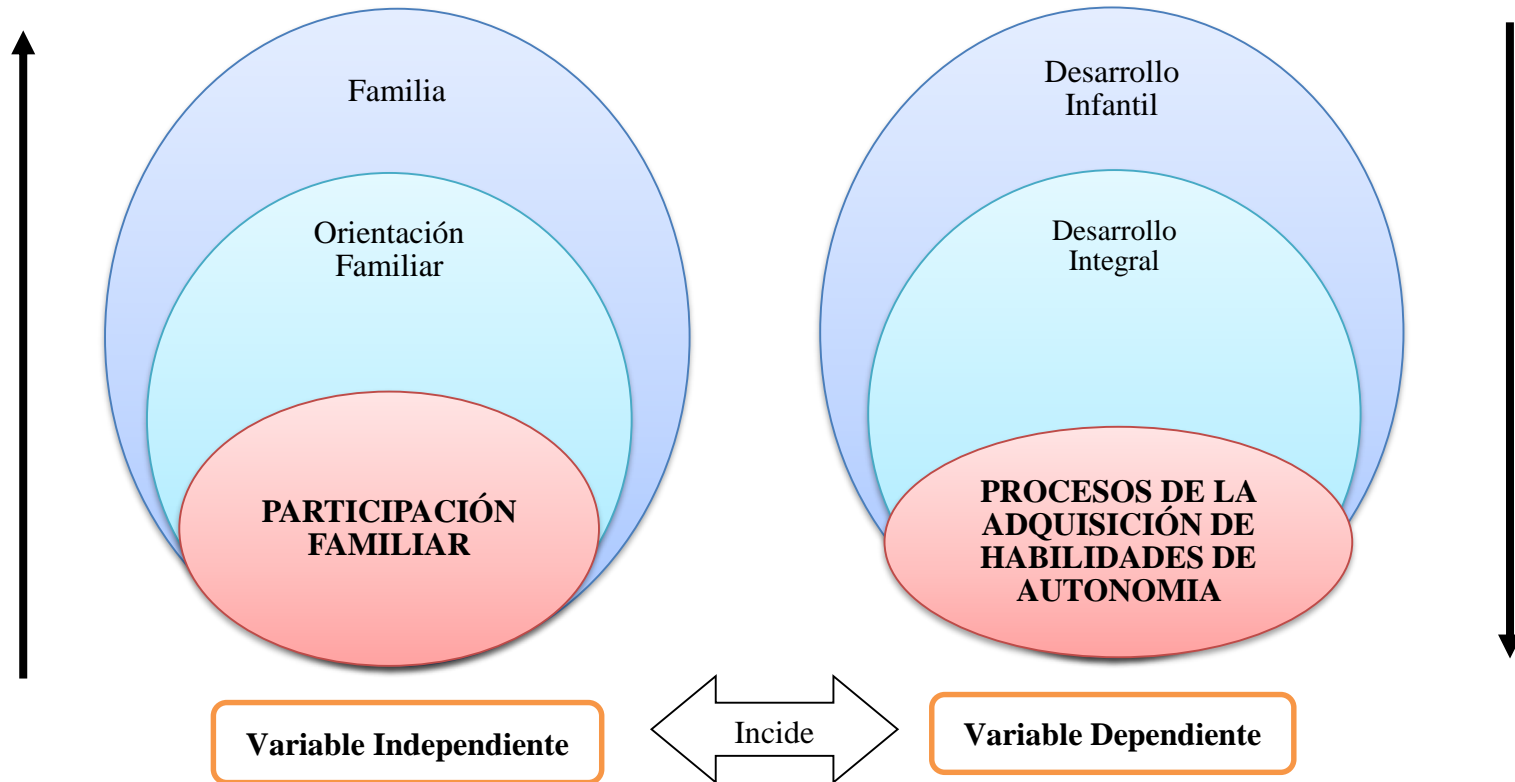 Familia
Orientación
Familiar
PARTICIPACIÓN
FAMILIAR
Variable Independiente
Incide
Desarrollo
Infantil
Desarrollo
Integral
PROCESOS DE LA
ADQUISICIÓN DE
HABILIDADES DE
AUTONOMIA
Variable Dependiente